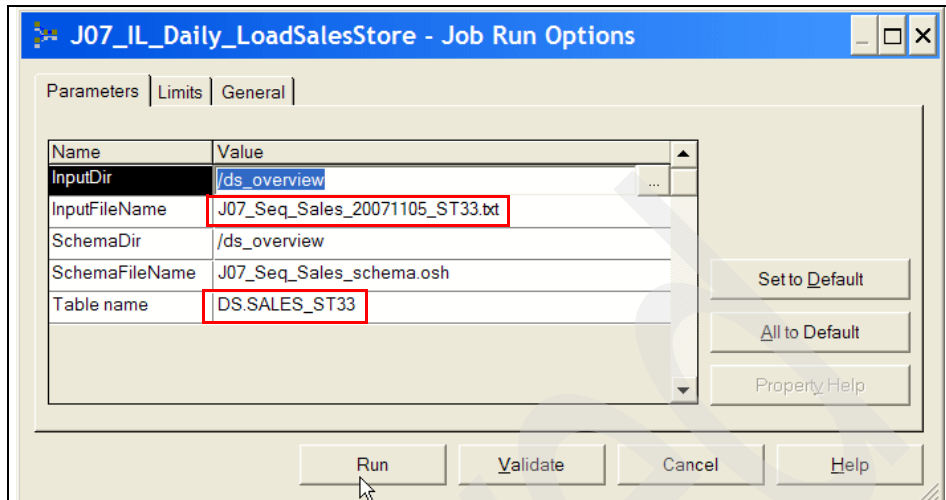 J07_IL_Daily_LoadSalesStore - Job Run Options
Parameters Limits General
Name Value
InputDir /ds_overview ...
InputFileName J07_Seq_Sales_20071105_ST33.txt
SchemaDir /ds_overview
SchemaFileName J07_Seq_Sales_schema.osh
Table name DS.SALES_ST33
Set to Default
All to Default
Property Help
Run Validate Cancel Help